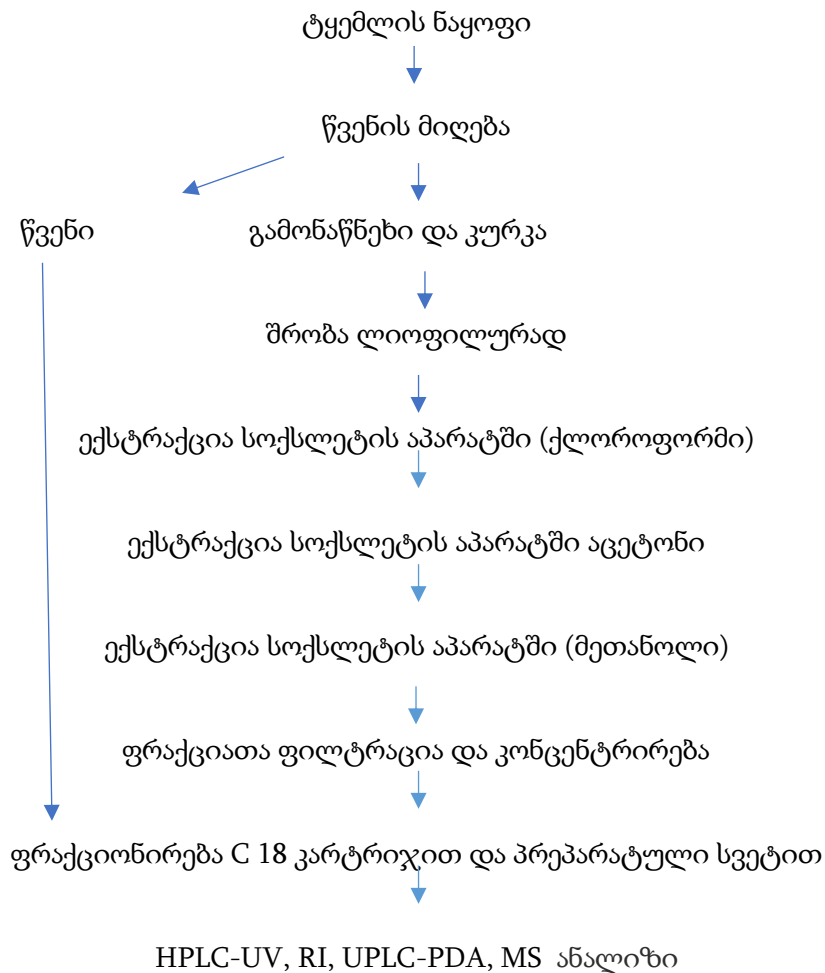 ტყემლის ნაყოფი
წვენის მიღება
წვენი
გამონაწნეხი და კურკა
შრობა ლიოფილურად
ექსტრაქცია სოქსლეტის აპარატში (ქლოროფორმი)
ექსტრაქცია სოქსლეტის აპარატში აცეტონი
ექსტრაქცია სოქსლეტის აპარატში (მეთანოლი)
ფრაქციათა ფილტრაცია და კონცენტრირება
ფრაქციონირება C 18 კარტრიჯით და პრეპარატული სვეტით
HPLC-UV, RI, UPLC-PDA, MS ანალიზი